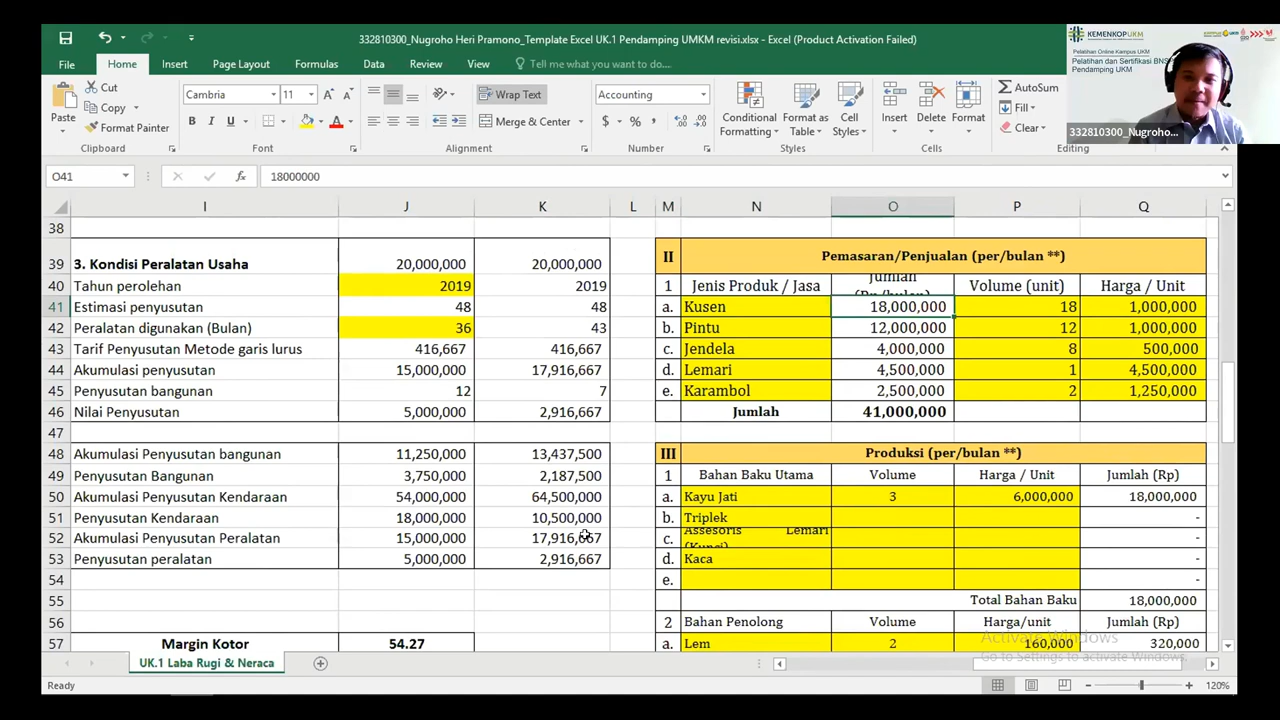 332810300_Nugroho Heri Pramono_Template Excel UK.1 Pendamping UMKM revisi.xlsx - Excel (Product Activation Failed)
KEMENKOPUKM
Pelatihan Online Kampus UKM
Pelatihan dan Sertifikasi BNSP
Pendamping UKM
332810300_Nugroho...
File Home Insert Page Layout Formulas Data Review View Tell me what you want to do...
Paste
Cut
Copy
Format Painter
Clipboard
Cambria 11
B I U
Font
Wrap Text
Merge & Center
Alignment
Accounting
$ % ,
Number
Conditional Formatting
Format as Table
Cell Styles
Styles
Insert Delete Format
Cells
AutoSum
Fill
Clear
Editing
O41 fx 18000000
I J K L M N O P Q
38
39 3. Kondisi Peralatan Usaha 20,000,000 20,000,000 II Pemasaran/Penjualan (per/bulan **)
40 Tahun perolehan 2019 2019 1 Jenis Produk / Jasa Jumlah Volume (unit) Harga / Unit
41 Estimasi penyusutan 48 48 a. Kusen 18,000,000 18 1,000,000
42 Peralatan digunakan (Bulan) 36 43 b. Pintu 12,000,000 12 1,000,000
43 Tarif Penyusutan Metode garis lurus 416,667 416,667 c. Jendela 4,000,000 8 500,000
44 Akumulasi penyusutan 15,000,000 17,916,667 d. Lemari 4,500,000 1 4,500,000
45 Penyusutan bangunan 12 7 e. Karambol 2,500,000 2 1,250,000
46 Nilai Penyusutan 5,000,000 2,916,667 Jumlah 41,000,000
47
48 Akumulasi Penyusutan bangunan 11,250,000 13,437,500 III Produksi (per/bulan **)
49 Penyusutan Bangunan 3,750,000 2,187,500 1 Bahan Baku Utama Volume Harga / Unit Jumlah (Rp)
50 Akumulasi Penyusutan Kendaraan 54,000,000 64,500,000 a. Kayu Jati 3 6,000,000 18,000,000
51 Penyusutan Kendaraan 18,000,000 10,500,000 b. Triplek -
52 Akumulasi Penyusutan Peralatan 15,000,000 17,916,667 c. Assesoris Lemari -
53 Penyusutan peralatan 5,000,000 2,916,667 d. Kaca -
54 e. -
55 Total Bahan Baku 18,000,000
56 2 Bahan Penolong Volume Harga/unit Jumlah (Rp)
57 Margin Kotor 54.27 a. Lem 2 160,000 320,000
Activate Windows
Go to Settings to activate Windows.
UK.1 Laba Rugi & Neraca
Ready
120%